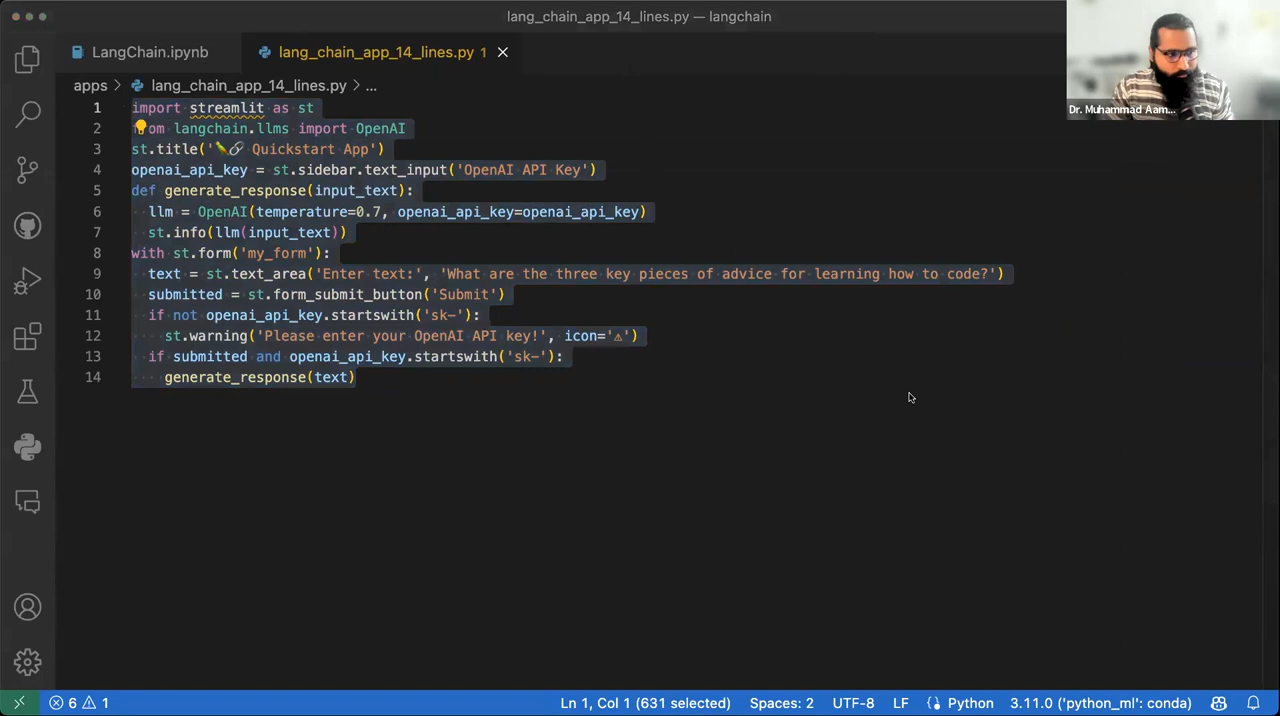 lang_chain_app_14_lines.py — langchain
LangChain.ipynb
lang_chain_app_14_lines.py 1
apps > lang_chain_app_14_lines.py > ...
Dr. Muhammad Aam...
1 import streamlit as st
2 om langchain.llms import OpenAI
3 st.title('🦜🔗 Quickstart App')
4 openai_api_key = st.sidebar.text_input('OpenAI API Key')
5 def generate_response(input_text):
6   llm = OpenAI(temperature=0.7, openai_api_key=openai_api_key)
7   st.info(llm(input_text))
8 with st.form('my_form'):
9   text = st.text_area('Enter text:', 'What are the three key pieces of advice for learning how to code?')
10   submitted = st.form_submit_button('Submit')
11   if not openai_api_key.startswith('sk-'):
12     st.warning('Please enter your OpenAI API key!', icon='⚠')
13   if submitted and openai_api_key.startswith('sk-'):
14     generate_response(text)
6 1 Ln 1, Col 1 (631 selected) Spaces: 2 UTF-8 LF Python 3.11.0 ('python_ml': conda)